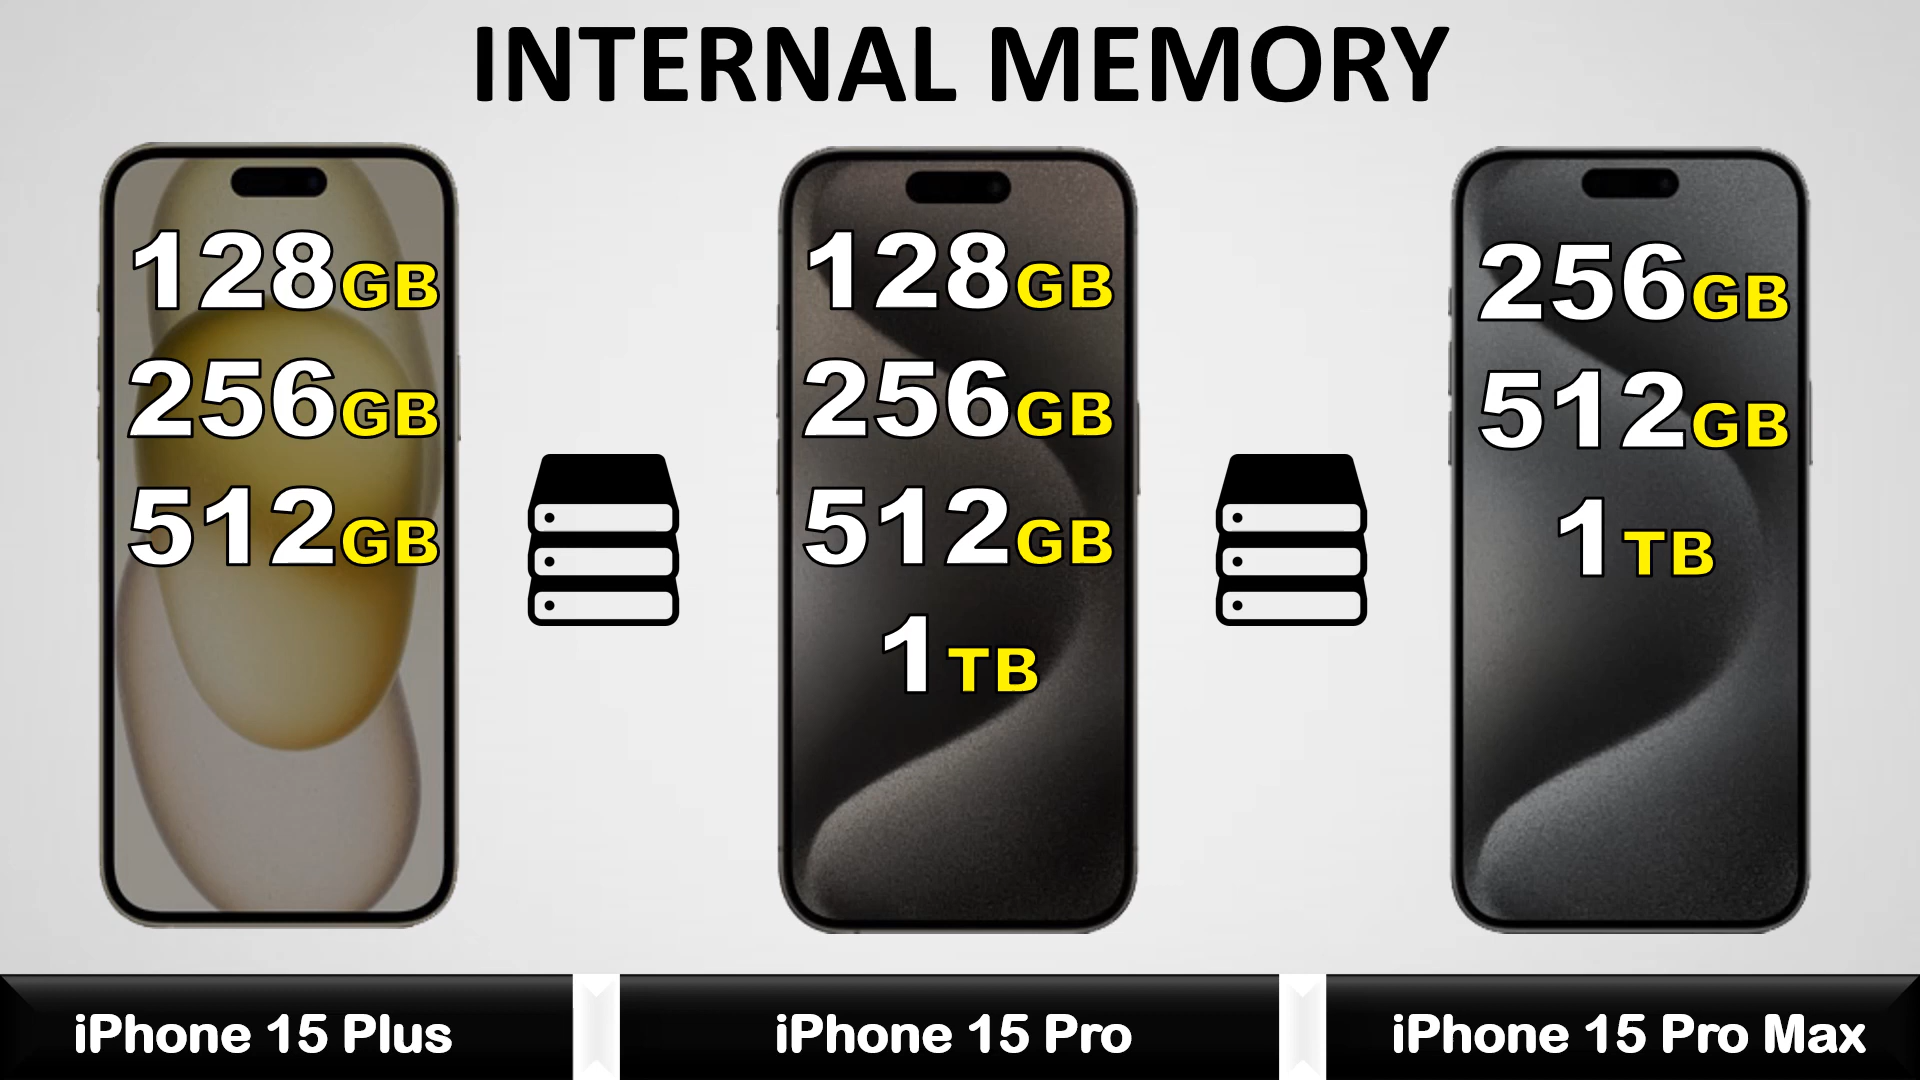 INTERNAL MEMORY
128GB
256GB
512GB
128GB
256GB
512GB
1TB
256GB
512GB
1TB
iPhone 15 Plus
iPhone 15 Pro
iPhone 15 Pro Max